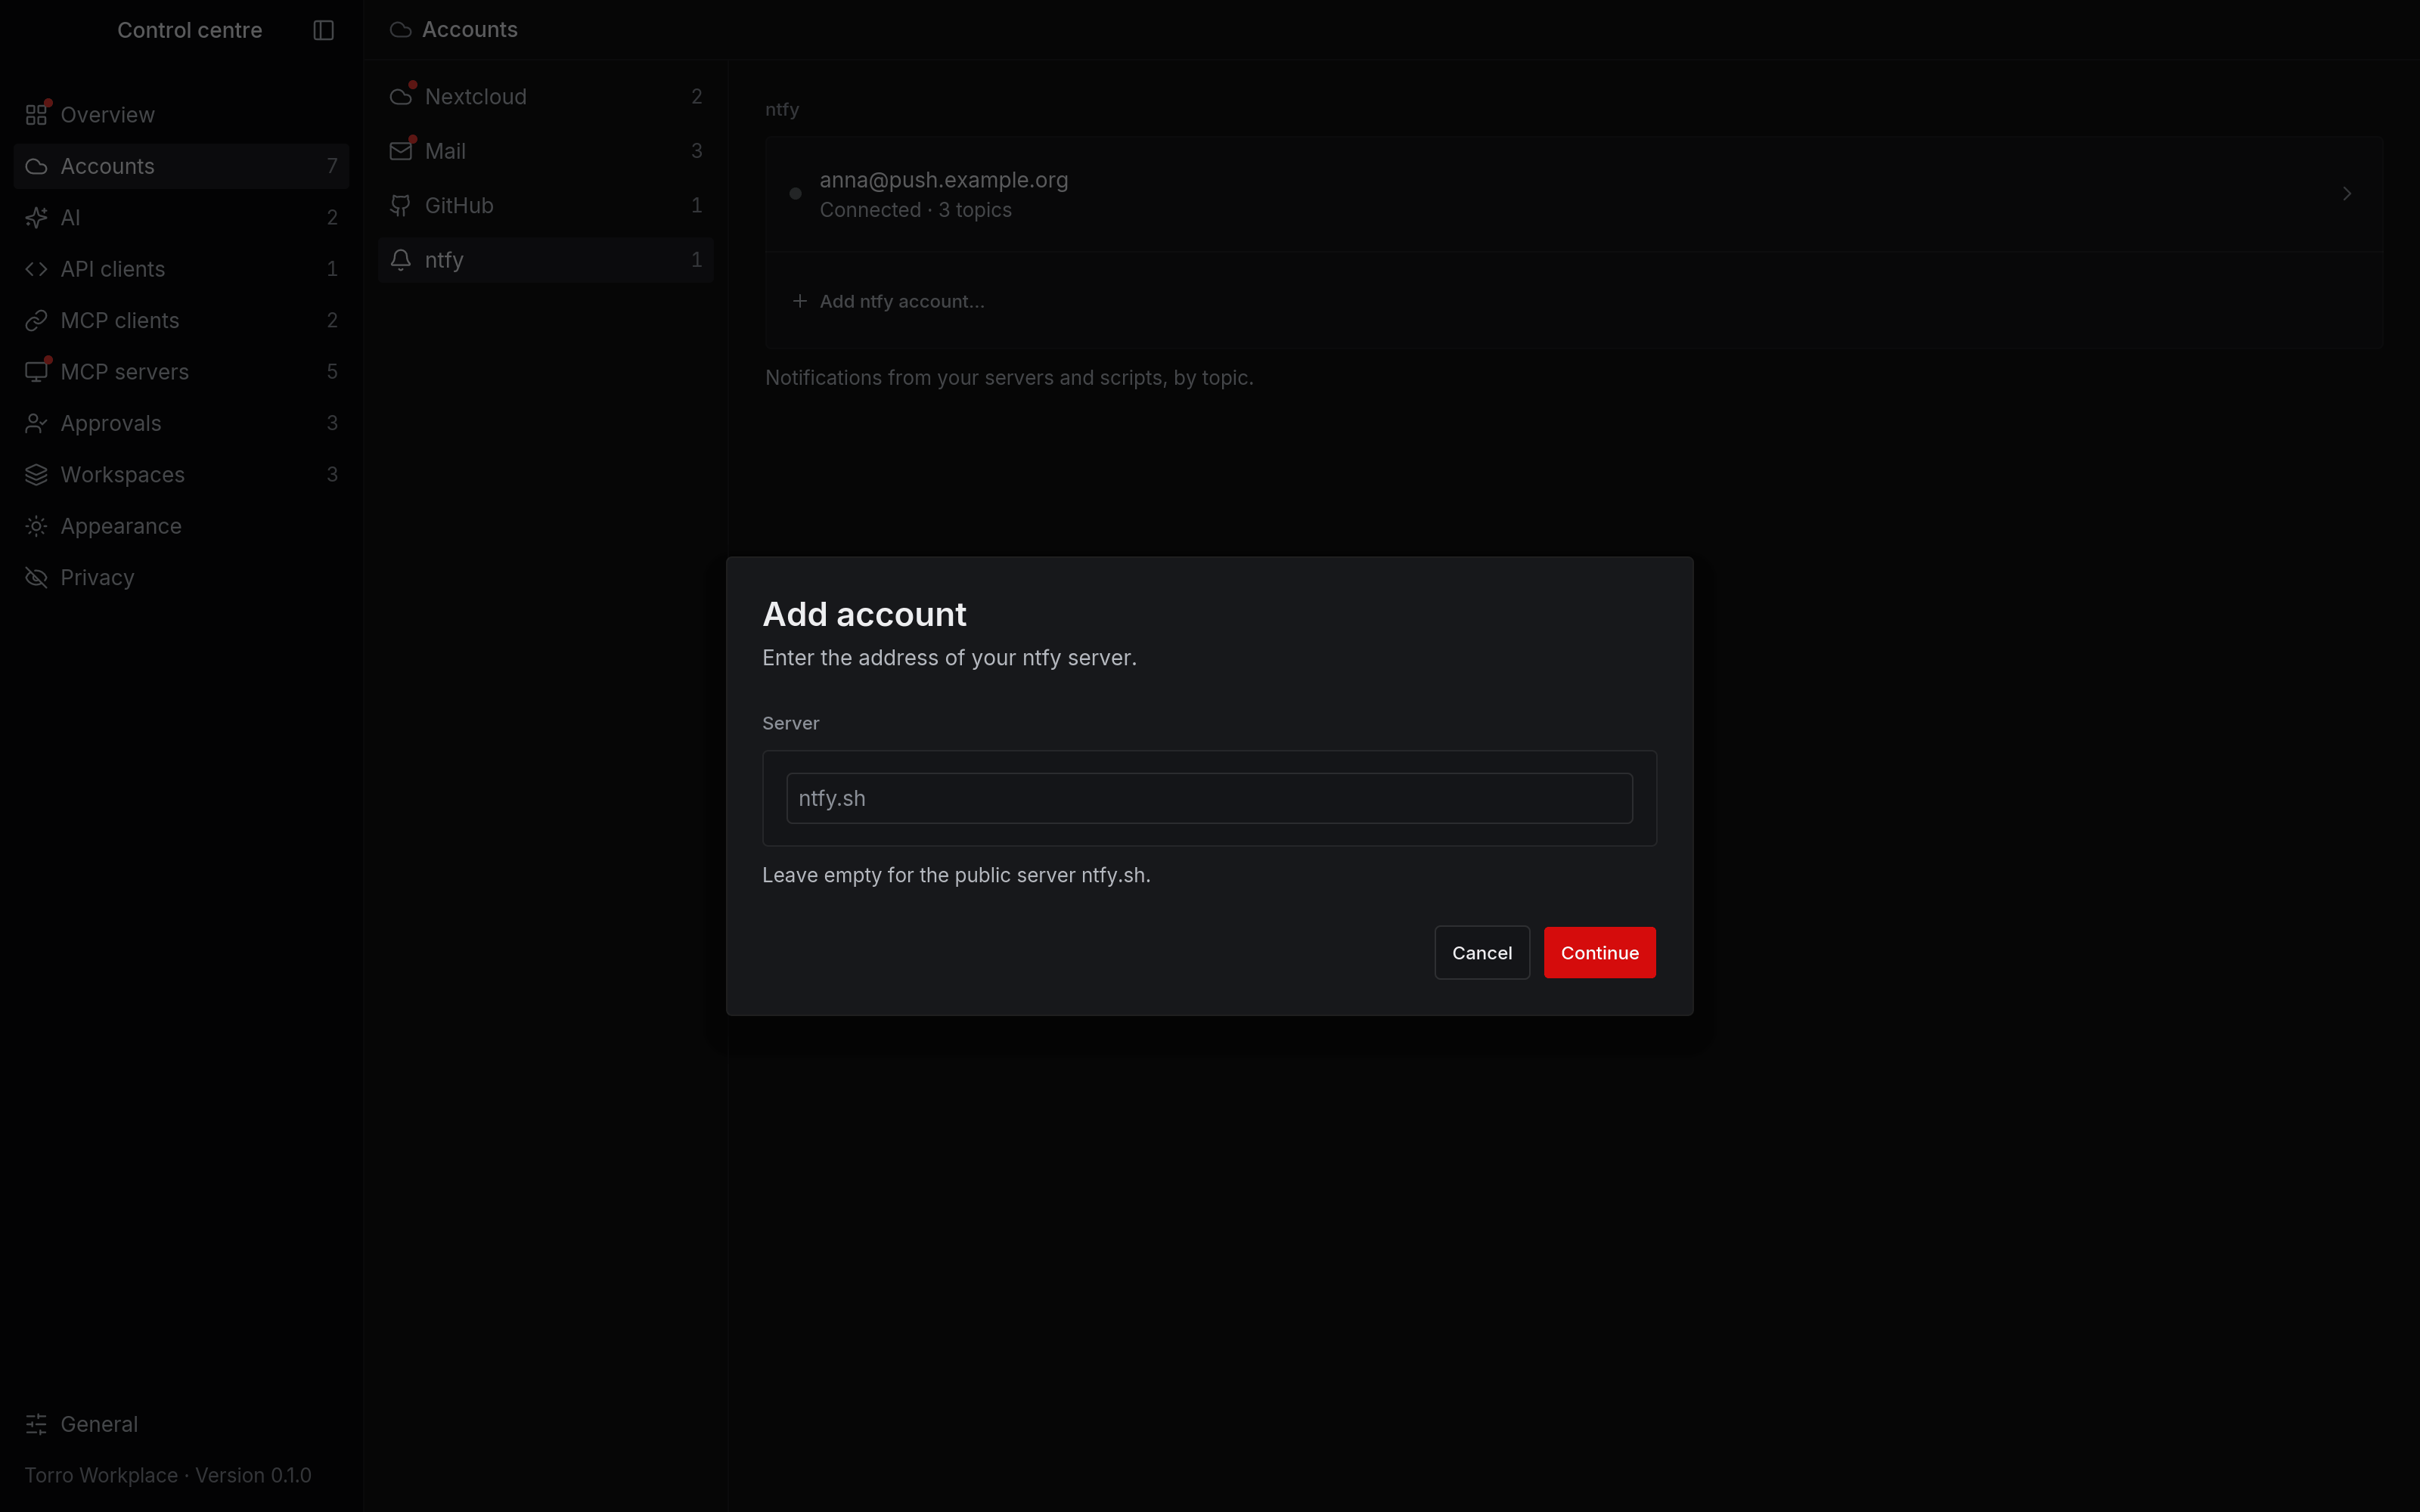 Control centre
Overview
Accounts 7
AI 2
API clients 1
MCP clients 2
MCP servers 5
Approvals 3
Workspaces 3
Appearance
Privacy
General
Torro Workplace · Version 0.1.0
Accounts
Nextcloud 2
Mail 3
GitHub 1
ntfy 1
ntfy
anna@push.example.org
Connected · 3 topics
Add ntfy account...
Notifications from your servers and scripts, by topic.
Add account
Enter the address of your ntfy server.
Server
ntfy.sh
Leave empty for the public server ntfy.sh.
Cancel
Continue